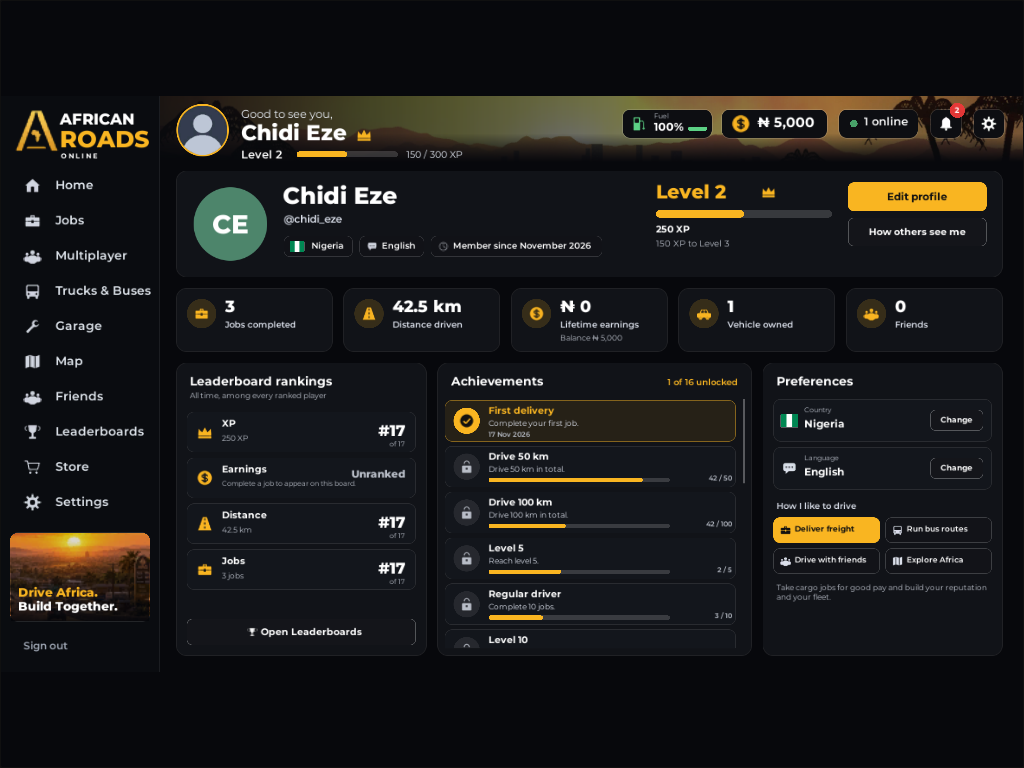 AFRICAN
ROADS
ONLINE
Home
Jobs
Multiplayer
Trucks & Buses
Garage
Map
Friends
Leaderboards
Store
Settings
Drive Africa.
Build Together.
Sign out
Good to see you,
Chidi Eze
Level 2
150 / 300 XP
Fuel
100%
₦ 5,000
1 online
2
CE
Chidi Eze
@chidi_eze
Nigeria
English
Member since November 2026
Level 2
250 XP
150 XP to Level 3
Edit profile
How others see me
3
Jobs completed
42.5 km
Distance driven
₦ 0
Lifetime earnings
Balance ₦ 5,000
1
Vehicle owned
0
Friends
Leaderboard rankings
All time, among every ranked player
XP
250 XP
#17
of 17
Earnings
Complete a job to appear on this board.
Unranked
Distance
42.5 km
#17
of 17
Jobs
3 jobs
#17
of 17
Open Leaderboards
Achievements
1 of 16 unlocked
First delivery
Complete your first job.
17 Nov 2026
Drive 50 km
Drive 50 km in total.
42 / 50
Drive 100 km
Drive 100 km in total.
42 / 100
Level 5
Reach level 5.
2 / 5
Regular driver
Complete 10 jobs.
3 / 10
Level 10
Preferences
Country
Nigeria
Change
Language
English
Change
How I like to drive
Deliver freight
Run bus routes
Drive with friends
Explore Africa
Take cargo jobs for good pay and build your reputation
and your fleet.